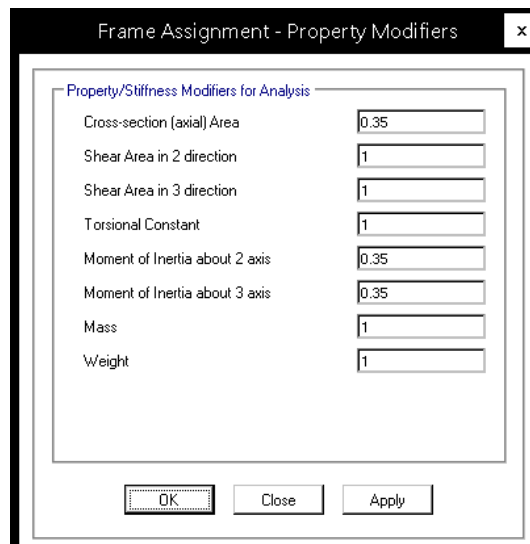 Frame Assignment - Property Modifiers x
Property/Stiffness Modifiers for Analysis
Cross-section (axial) Area 0.35
Shear Area in 2 direction 1
Shear Area in 3 direction 1
Torsional Constant 1
Moment of Inertia about 2 axis 0.35
Moment of Inertia about 3 axis 0.35
Mass 1
Weight 1
OK Close Apply